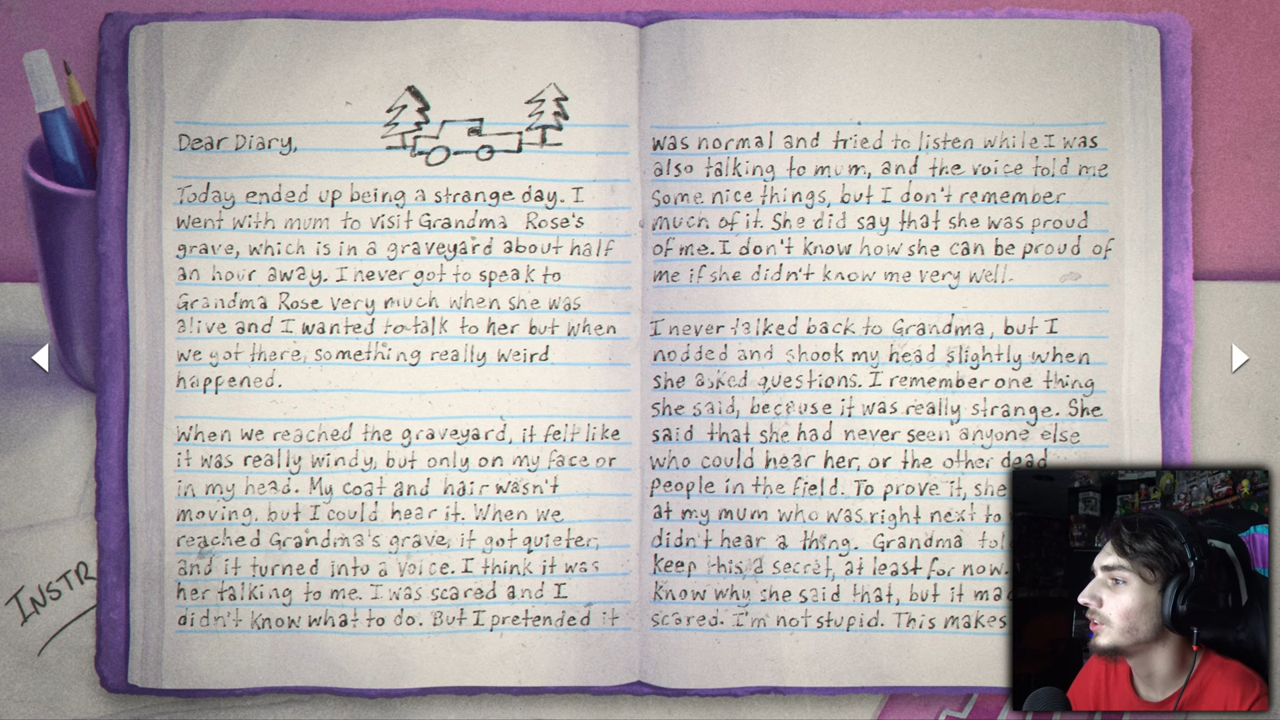 Dear Diary,
Today ended up being a strange day. I
went with mum to visit Grandma Rose's
grave, which is in a graveyard about half
an hour away. I never got to speak to
Grandma Rose very much when she was
alive and I wanted to talk to her but when
we got there, something really weird
happened.
When we reached the graveyard, it felt like
it was really windy, but only on my face or
in my head. My coat and hair wasn't
moving, but I could hear it. When we
reached Grandma's grave, it got quieter,
and it turned into a voice. I think it was
her talking to me. I was scared and I
didn't know what to do. But I pretended it
was normal and tried to listen while I was
also talking to mum, and the voice told me
some nice things, but I don't remember
much of it. She did say that she was proud
of me. I don't know how she can be proud of
me if she didn't know me very well.
I never talked back to Grandma, but I
nodded and shook my head slightly when
she asked questions. I remember one thing
she said, because it was really strange. She
said that she had never seen anyone else
who could hear her, or the other dead
people in the field. To prove it, she
at my mum who was right next to
didn't hear a thing. Grandma tol
keep this a secret, at least for now.
know why she said that, but it ma
scared. I'm not stupid. This makes
INSTR